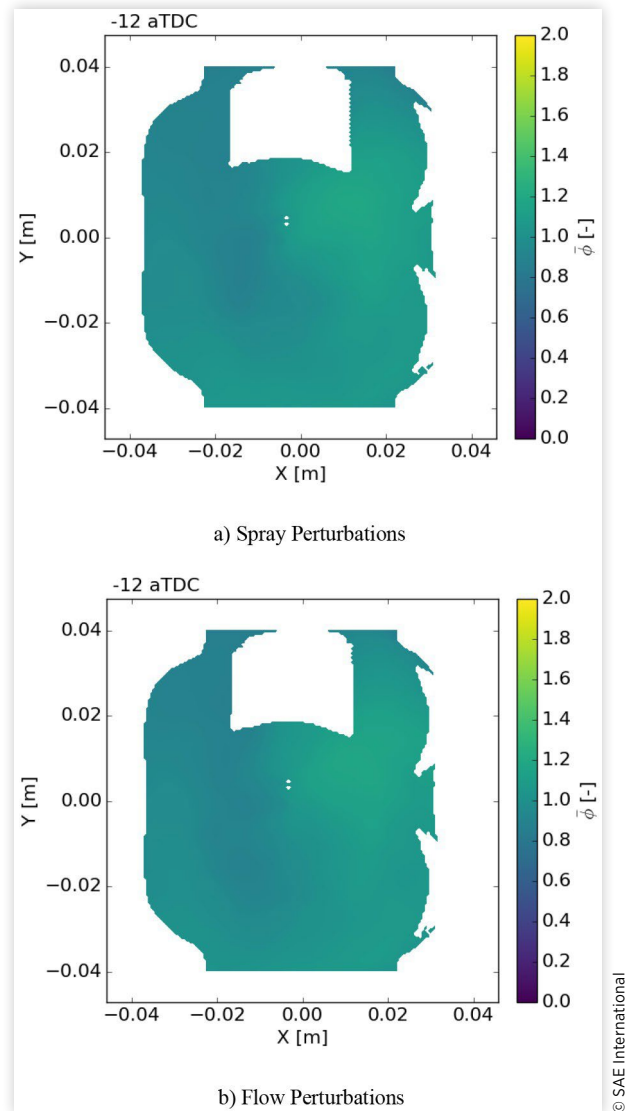 -12 aTDC
0.04
0.02
0.00
−0.02
−0.04
Y [m]
−0.04 −0.02 0.00 0.02 0.04
X [m]
2.0
1.8
1.6
1.4
1.2
1.0
0.8
0.6
0.4
0.2
0.0
ϕ̄ [-]
a) Spray Perturbations
-12 aTDC
0.04
0.02
0.00
−0.02
−0.04
Y [m]
−0.04 −0.02 0.00 0.02 0.04
X [m]
2.0
1.8
1.6
1.4
1.2
1.0
0.8
0.6
0.4
0.2
0.0
ϕ̄ [-]
b) Flow Perturbations
© SAE International